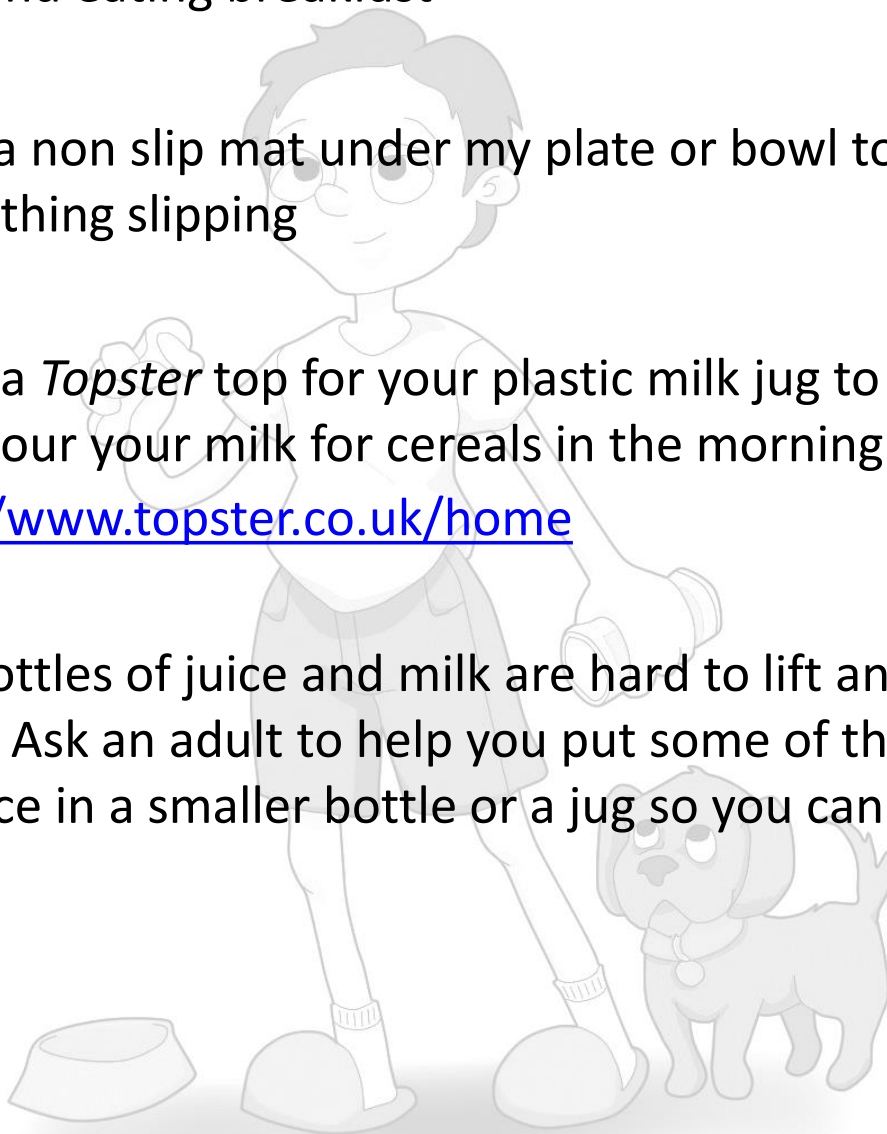 nd eating breakfast
a non slip mat under my plate or bowl to
thing slipping
a Topster top for your plastic milk jug to
our your milk for cereals in the morning
/www.topster.co.uk/home
ottles of juice and milk are hard to lift an
Ask an adult to help you put some of th
ce in a smaller bottle or a jug so you can